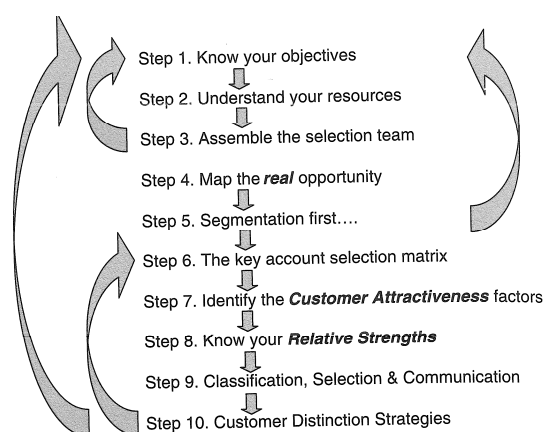 Step 1. Know your objectives
Step 2. Understand your resources
Step 3. Assemble the selection team
Step 4. Map the real opportunity
Step 5. Segmentation first....
Step 6. The key account selection matrix
Step 7. Identify the Customer Attractiveness factors
Step 8. Know your Relative Strengths
Step 9. Classification, Selection & Communication
Step 10. Customer Distinction Strategies